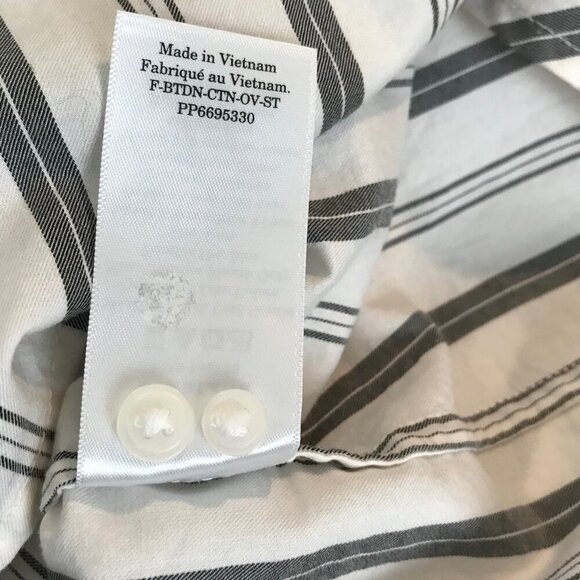 Made in Vietnam
Fabriqué au Vietnam.
F-BTDN-CTN-OV-ST
PP6695330